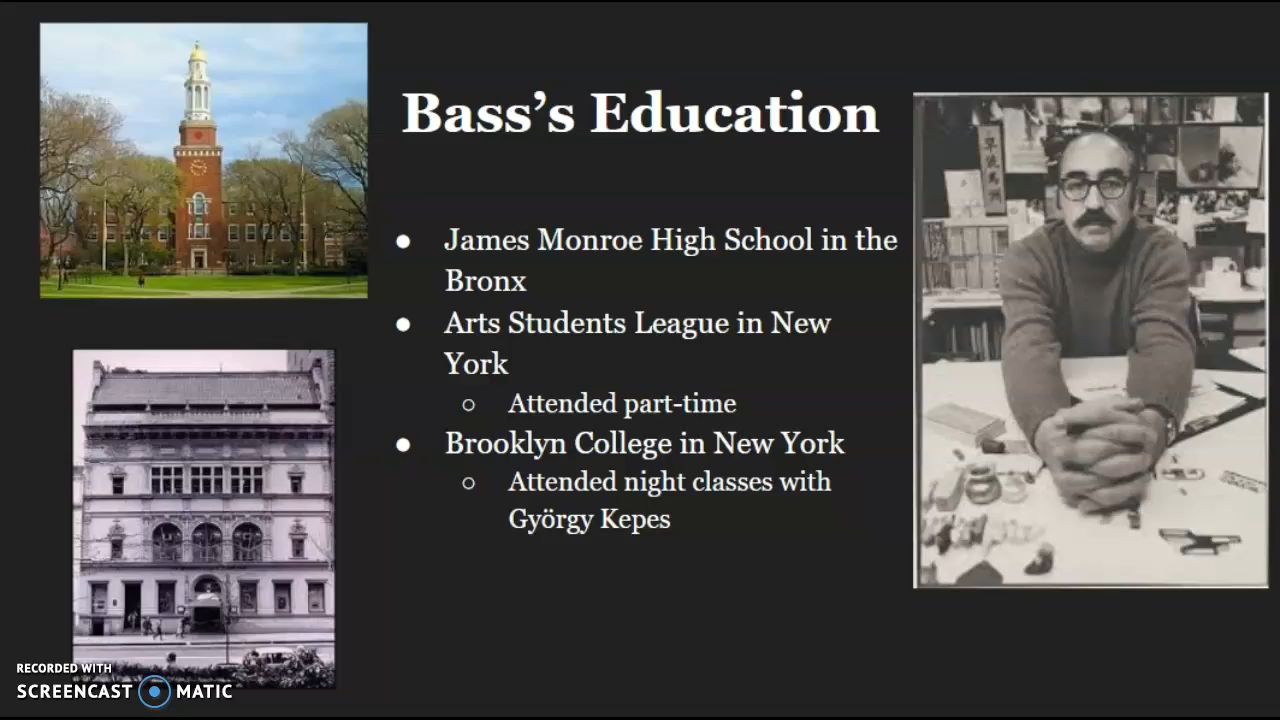 Bass’s Education
● James Monroe High School in the
Bronx
● Arts Students League in New
York
○ Attended part-time
● Brooklyn College in New York
○ Attended night classes with
György Kepes
RECORDED WITH
SCREENCAST MATIC